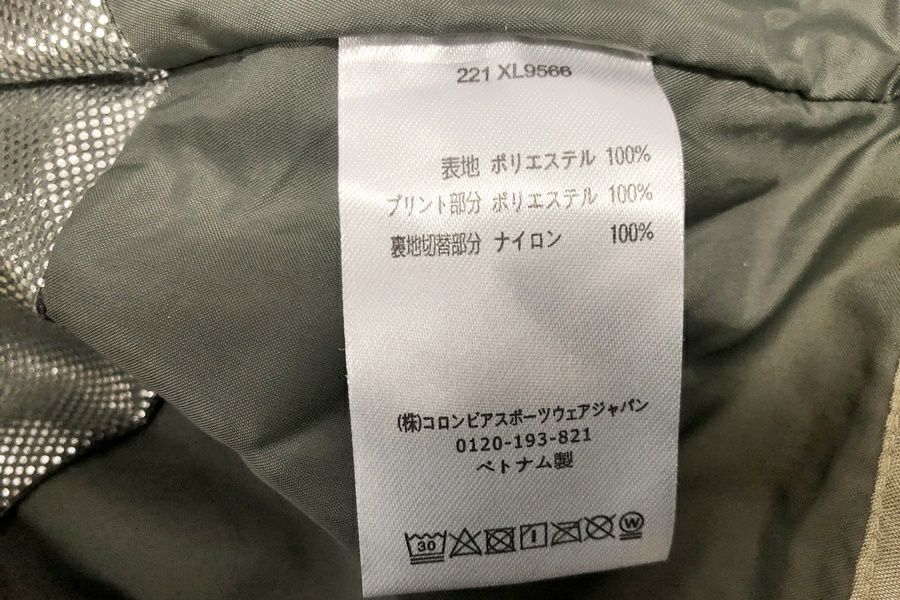 221 XL9566
表地 ポリエステル 100%
プリント部分 ポリエステル 100%
裏地切替部分 ナイロン 100%
(株)コロンビアスポーツウェアジャパン
0120-193-821
ベトナム製
30 W